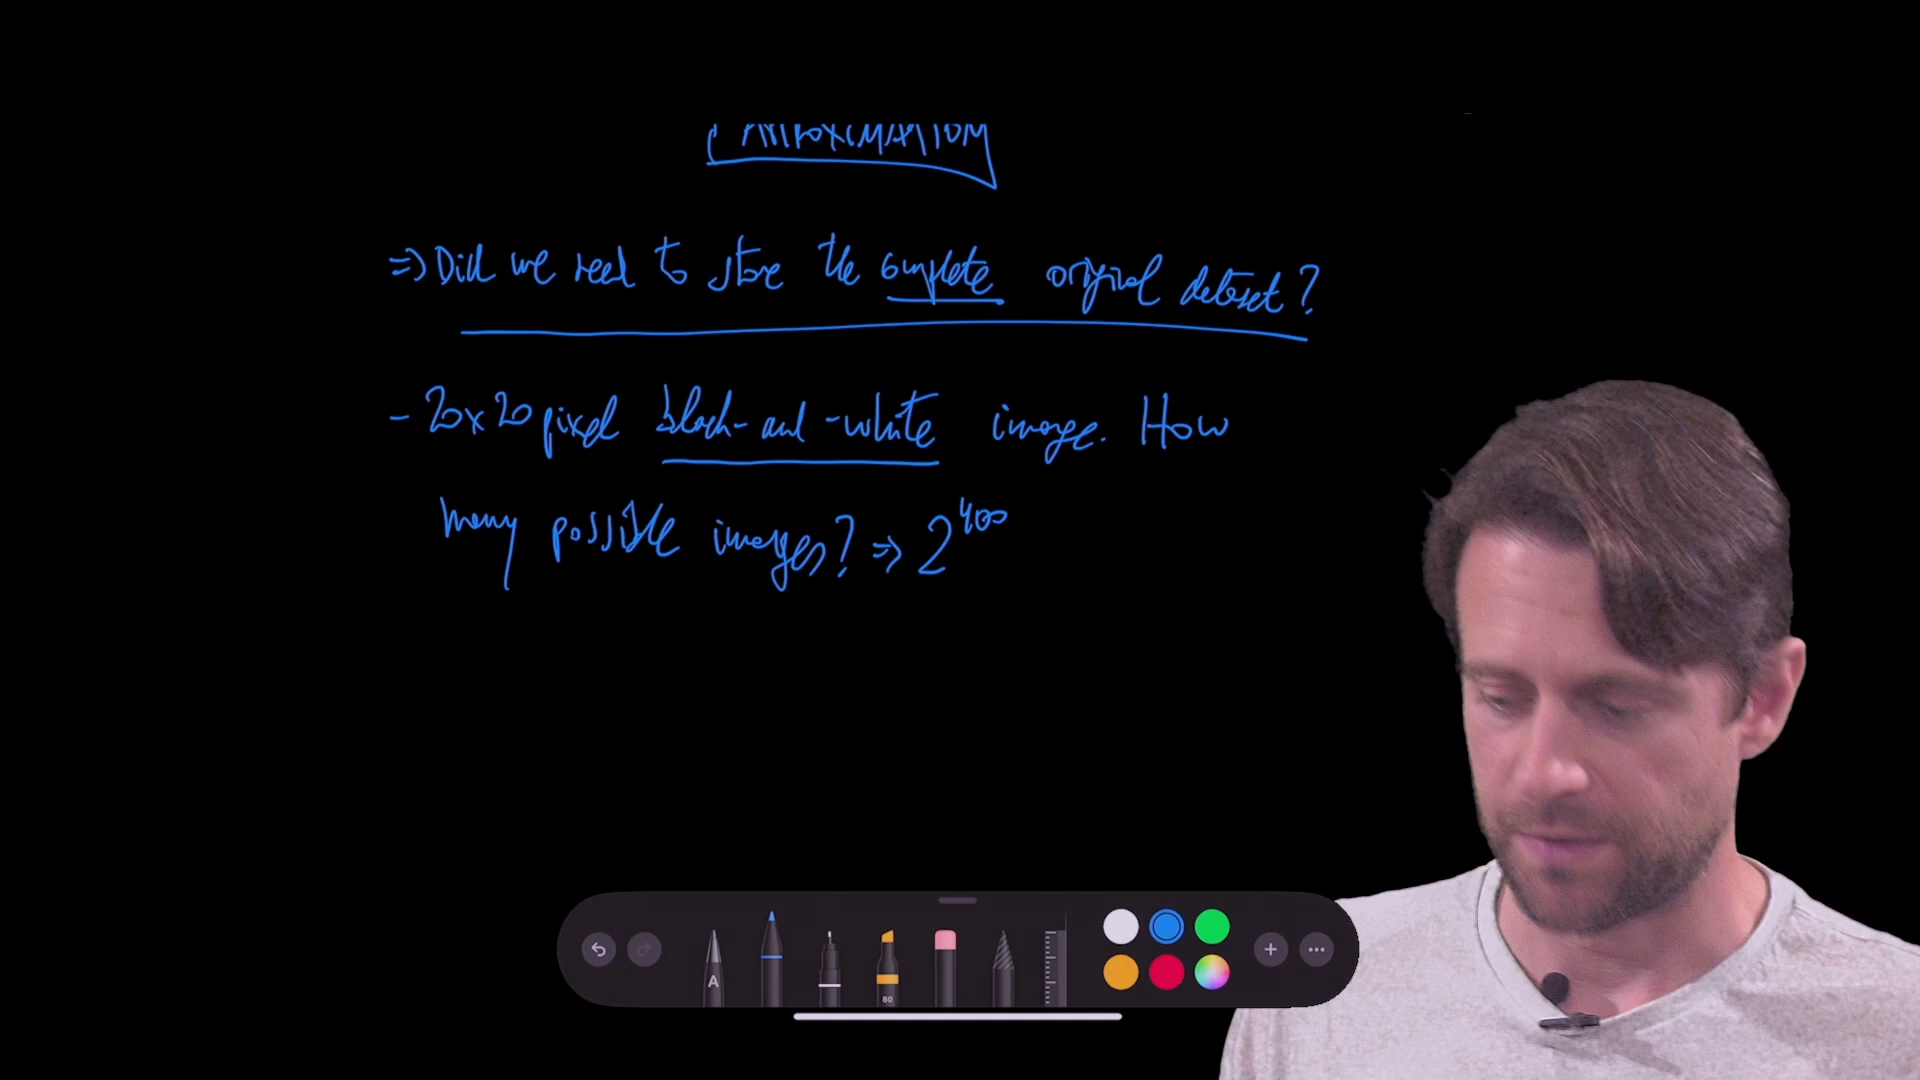 => Did we need to store the complete original dataset?
- 20x20 pixel black-and-white image. How
many possible images? => 2^400
A
80